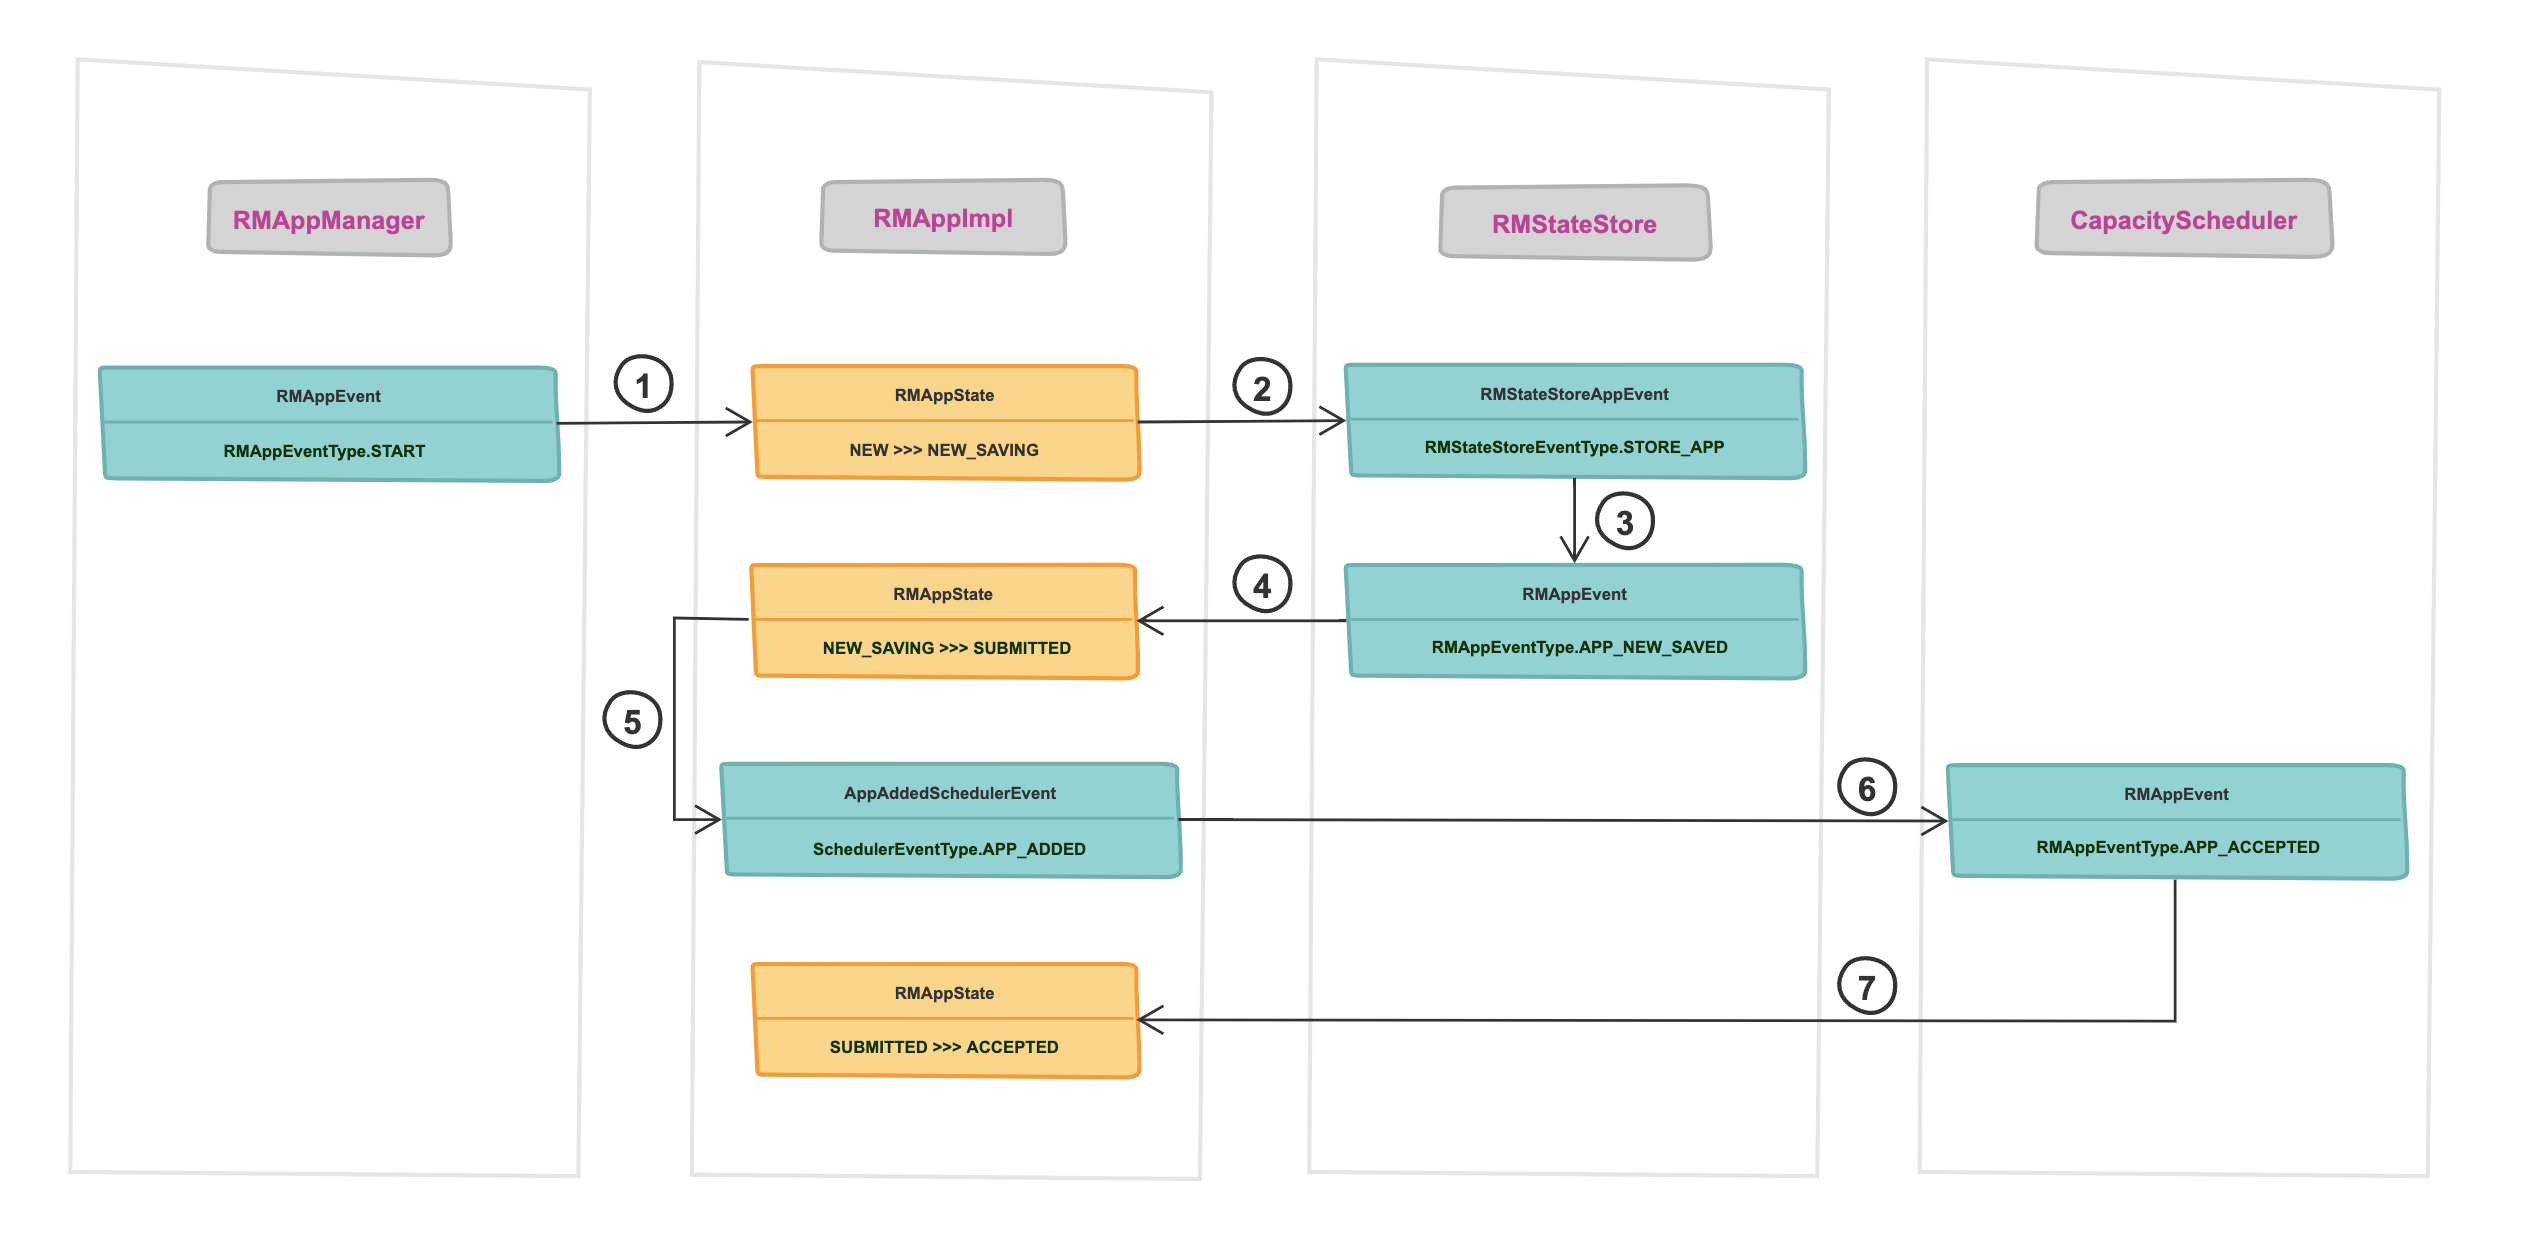 RMAppManager
RMAppImpl
RMStateStore
CapacityScheduler
RMAppEvent
RMAppEventType.START
1
RMAppState
NEW >>> NEW_SAVING
2
RMStateStoreAppEvent
RMStateStoreEventType.STORE_APP
3
RMAppEvent
RMAppEventType.APP_NEW_SAVED
4
RMAppState
NEW_SAVING >>> SUBMITTED
5
AppAddedSchedulerEvent
SchedulerEventType.APP_ADDED
6
RMAppEvent
RMAppEventType.APP_ACCEPTED
7
RMAppState
SUBMITTED >>> ACCEPTED